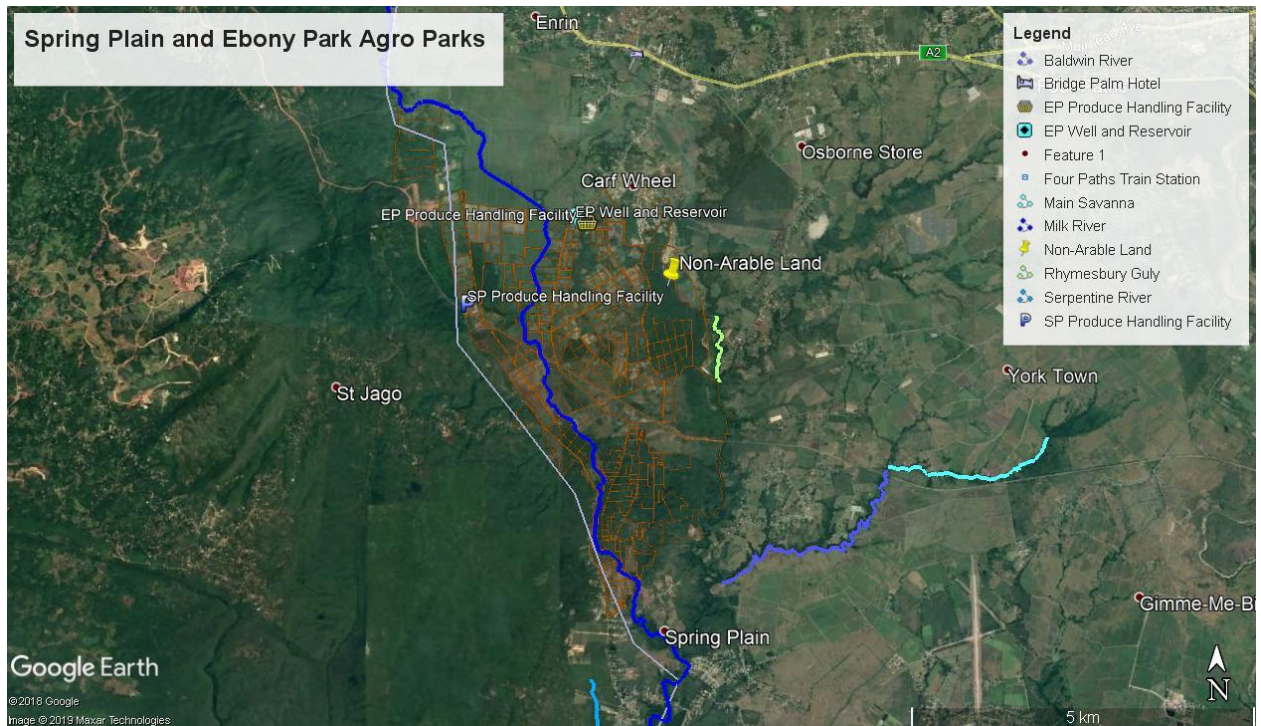 Spring Plain and Ebony Park Agro Parks
Enrin
A2
Legend
Baldwin River
Bridge Palm Hotel
EP Produce Handling Facility
EP Well and Reservoir
Feature 1
Four Paths Train Station
Main Savanna
Milk River
Non-Arable Land
Rhymesbury Guly
Serpentine River
SP Produce Handling Facility
Osborne Store
Carf Wheel
EP Produce Handling Facility
EP Well and Reservoir
Non-Arable Land
SP Produce Handling Facility
St Jago
York Town
Gimme-Me-Bi
Spring Plain
Google Earth
N
© 2018 Google
Image © 2019 Maxar Technologies
5 km